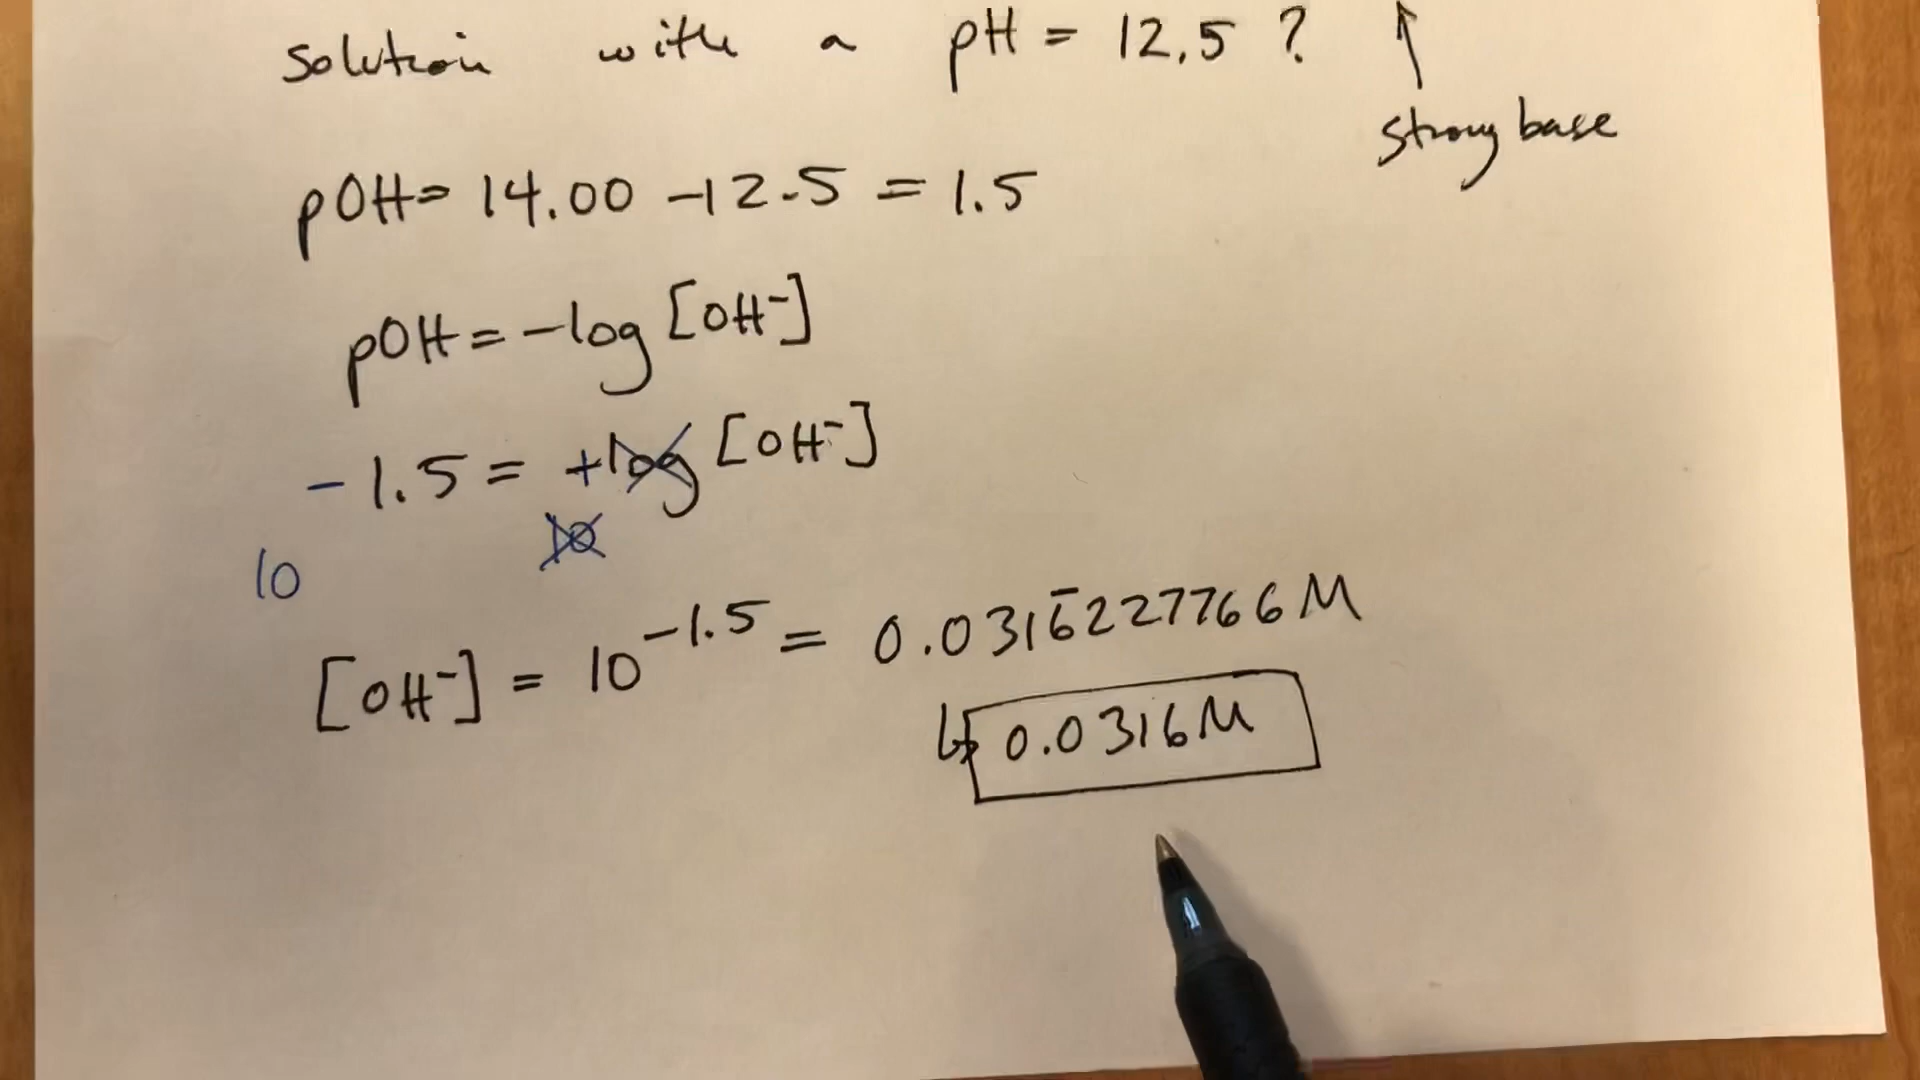 solution with a pH = 12.5 ? ↑
strong base
pOH = 14.00 - 12.5 = 1.5
pOH = -log [OH⁻]
- 1.5 = +log [OH⁻]
10 10
[OH⁻] = 10^-1.5 = 0.0316227766 M
↳ 0.0316 M